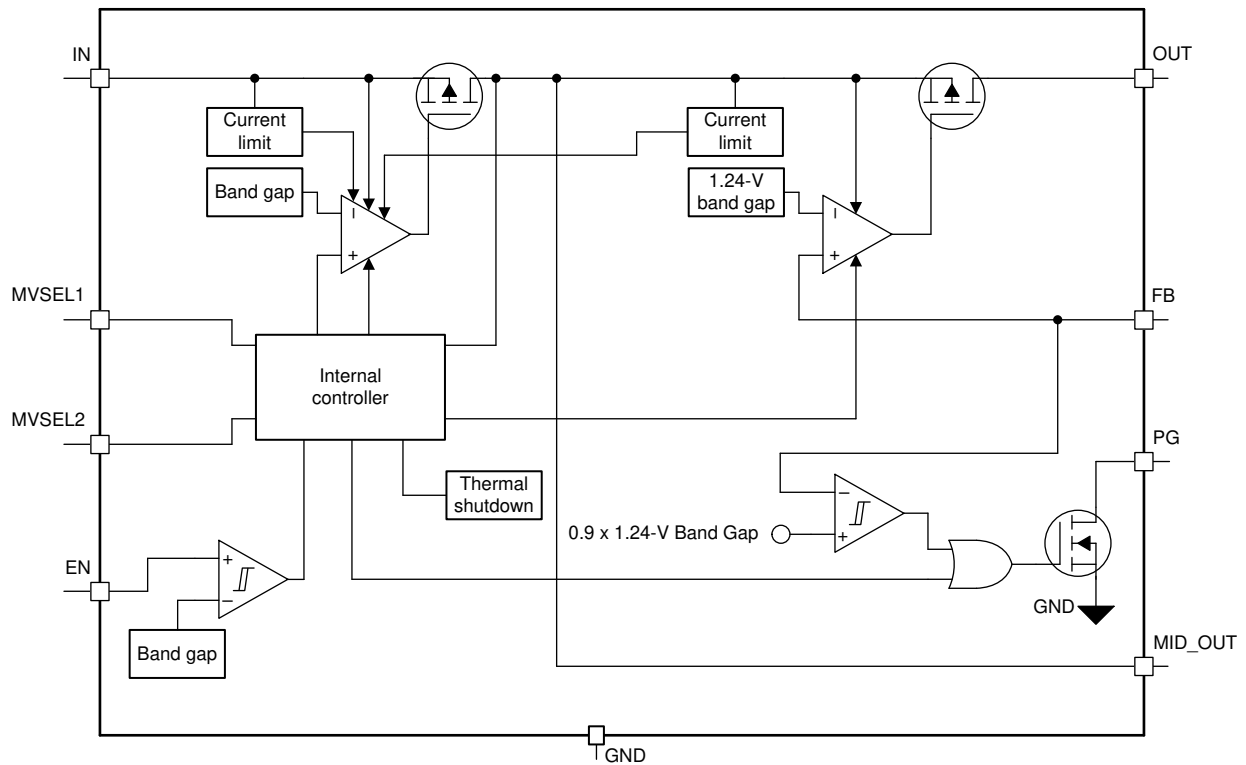 IN
OUT
Current
limit
Current
limit
Band gap
1.24-V
band gap
–
+
–
+
MVSEL1
FB
Internal
controller
MVSEL2
PG
Thermal
shutdown
–
+
0.9 x 1.24-V Band Gap
EN
+
–
GND
Band gap
MID_OUT
GND